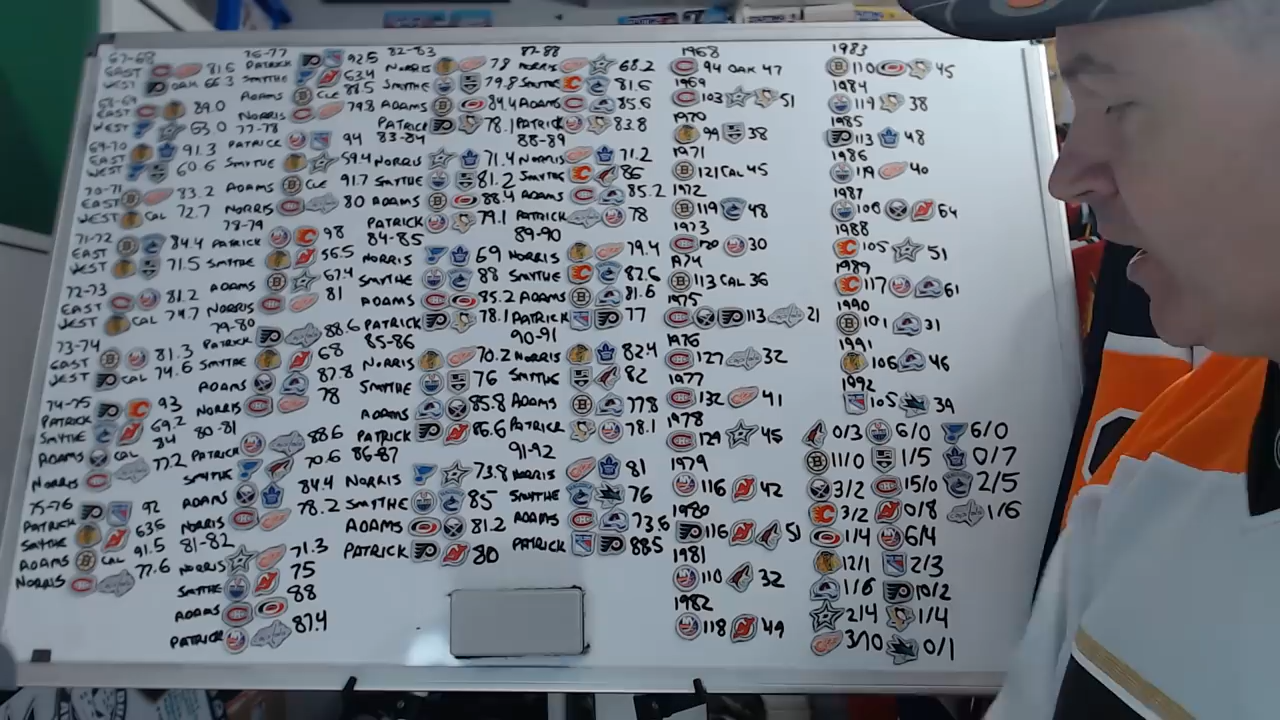 67-68
EAST 81.6
WEST OAK 66.3
68-69
EAST 89.0
WEST 63.0
69-70
EAST 91.3
WEST 60.6
70-71
EAST 83.2
WEST CAL 72.7
71-72
EAST 84.4
WEST 71.5
72-73
EAST 81.2
WEST CAL 74.7
73-74
EAST 81.3
WEST CAL 74.6
74-75
PATRICK 93
SMYTHE 69.2
ADAMS CAL 84
NORRIS 77.2
75-76
PATRICK 92
SMYTHE 63.5
ADAMS CAL 91.5
NORRIS 77.6
76-77
PATRICK 92.5
SMYTHE 63.4
ADAMS CLE 88.5
NORRIS 79.8
77-78
PATRICK 94
SMYTHE 59.4
ADAMS CLE 91.7
NORRIS 80
78-79
PATRICK 98
SMYTHE 56.5
ADAMS 67.4
NORRIS 81
79-80
PATRICK 88.6
SMYTHE 68
ADAMS 87.8
NORRIS 78
80-81
PATRICK 88.6
SMYTHE 70.6
ADAMS 84.4
NORRIS 78.2
81-82
NORRIS 71.3
SMYTHE 75
ADAMS 88
PATRICK 87.4
82-83
NORRIS 78
SMYTHE 79.8
ADAMS 84.4
PATRICK 78.1
83-84
NORRIS 71.4
SMYTHE 81.2
ADAMS 88.4
PATRICK 79.1
84-85
NORRIS 69
SMYTHE 88
ADAMS 85.2
PATRICK 78.1
85-86
NORRIS 70.2
SMYTHE 76
ADAMS 85.8
PATRICK 86.6
86-87
NORRIS 73.8
SMYTHE 85
ADAMS 81.2
PATRICK 80
87-88
NORRIS 68.2
SMYTHE 81.6
ADAMS 85.6
PATRICK 83.8
88-89
NORRIS 71.2
SMYTHE 86
ADAMS 85.2
PATRICK 78
89-90
NORRIS 79.4
SMYTHE 82.6
ADAMS 81.6
PATRICK 77
90-91
NORRIS 82.4
SMYTHE 82
ADAMS 77.8
PATRICK 78.1
91-92
NORRIS 81
SMYTHE 76
ADAMS 73.6
PATRICK 88.5
1968
94 OAK 47
1969
103 51
1970
99 38
1971
121 CAL 45
1972
119 48
1973
120 30
1974
113 CAL 36
1975
113 21
1976
127 32
1977
132 41
1978
129 45
1979
116 42
1980
116 51
1981
110 32
1982
118 49
1983
110 45
1984
119 38
1985
113 48
1986
119 40
1987
106 64
1988
105 51
1989
117 61
1990
101 31
1991
106 46
1992
105 39
0/3 6/0 6/0
11/0 1/5 0/7
3/2 15/0 2/5
3/2 0/8 1/6
1/4 6/4
12/1 2/3
1/6 10/2
2/4 1/4
3/10 0/1